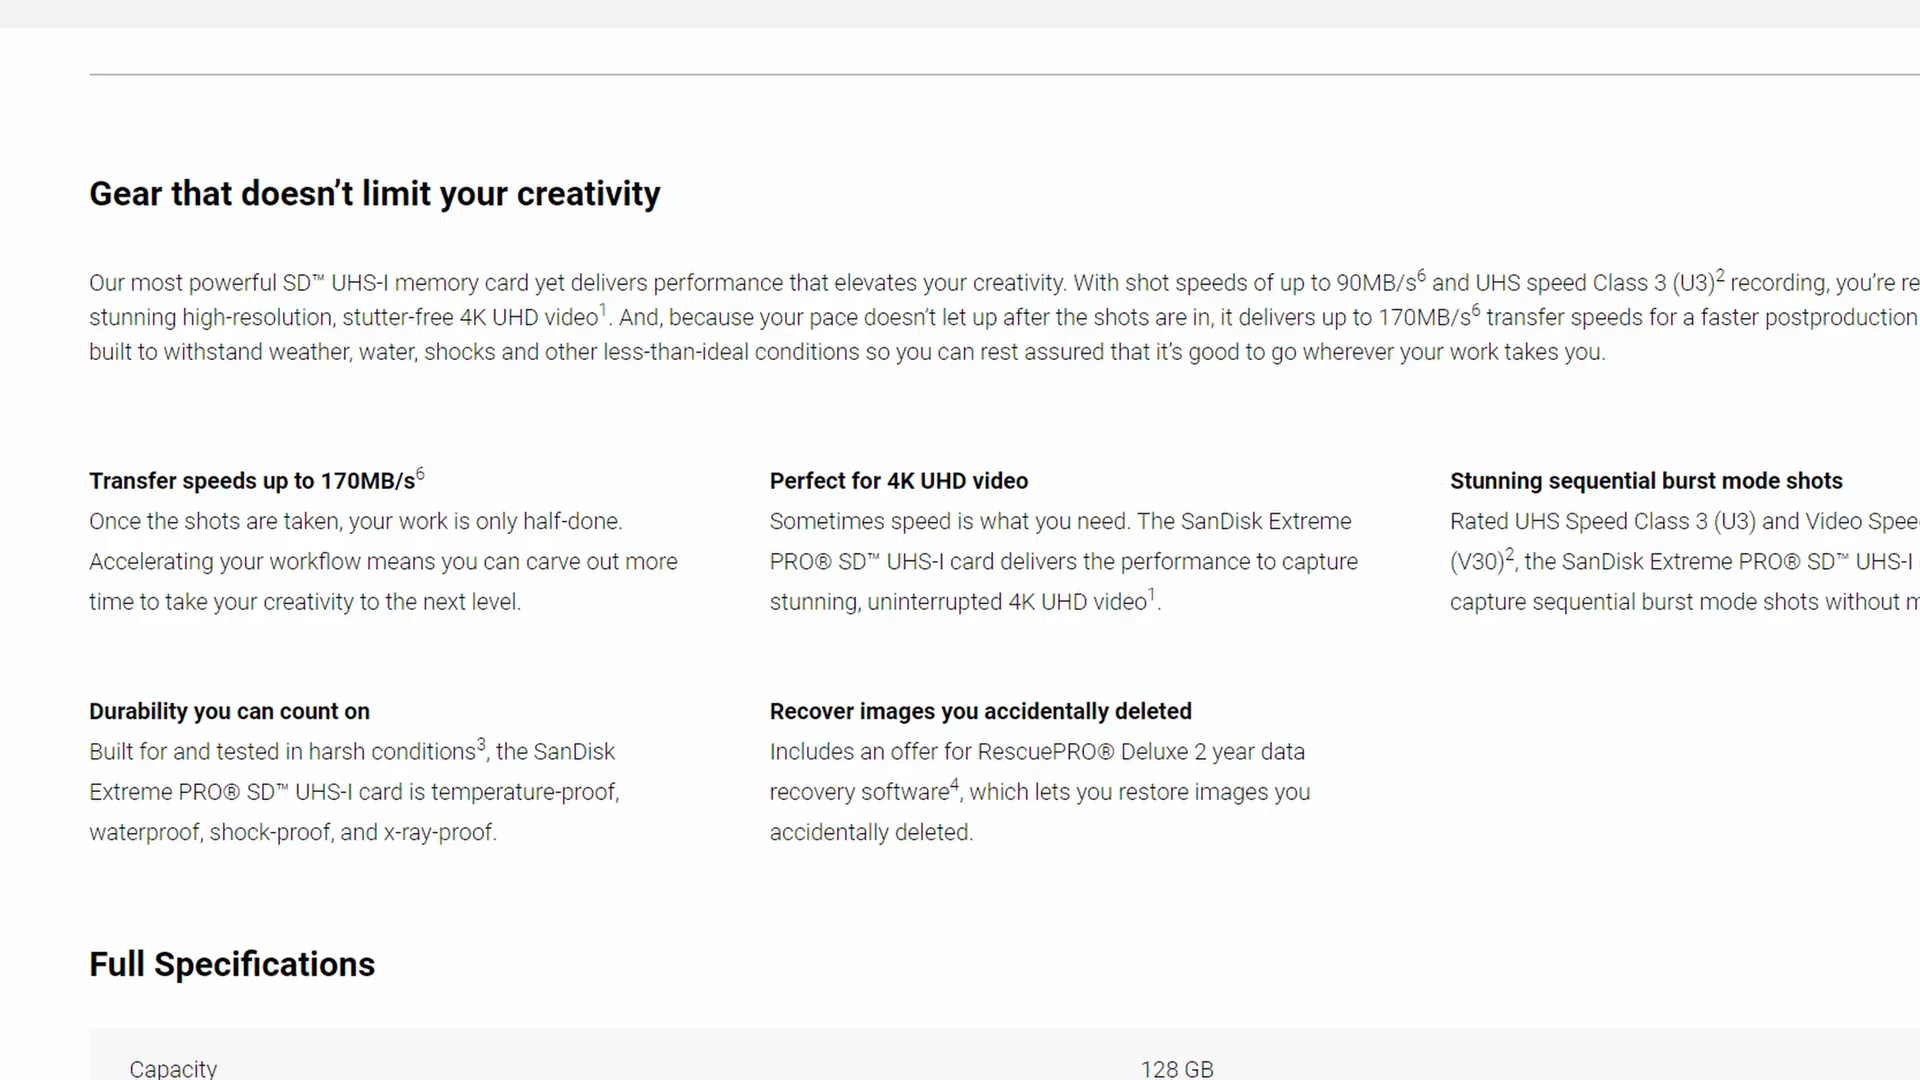 Gear that doesn’t limit your creativity
Our most powerful SD™ UHS-I memory card yet delivers performance that elevates your creativity. With shot speeds of up to 90MB/s6 and UHS speed Class 3 (U3)2 recording, you’re
stunning high-resolution, stutter-free 4K UHD video1. And, because your pace doesn’t let up after the shots are in, it delivers up to 170MB/s6 transfer speeds for a faster postproduction
built to withstand weather, water, shocks and other less-than-ideal conditions so you can rest assured that it’s good to go wherever your work takes you.
Transfer speeds up to 170MB/s6
Once the shots are taken, your work is only half-done.
Accelerating your workflow means you can carve out more
time to take your creativity to the next level.
Perfect for 4K UHD video
Sometimes speed is what you need. The SanDisk Extreme
PRO® SD™ UHS-I card delivers the performance to capture
stunning, uninterrupted 4K UHD video1.
Stunning sequential burst mode shots
Rated UHS Speed Class 3 (U3) and Video
(V30)2, the SanDisk Extreme PRO® SD™ UHS-I
capture sequential burst mode shots without
Durability you can count on
Built for and tested in harsh conditions3, the SanDisk
Extreme PRO® SD™ UHS-I card is temperature-proof,
waterproof, shock-proof, and x-ray-proof.
Recover images you accidentally deleted
Includes an offer for RescuePRO® Deluxe 2 year data
recovery software4, which lets you restore images you
accidentally deleted.
Full Specifications
Capacity
128 GB